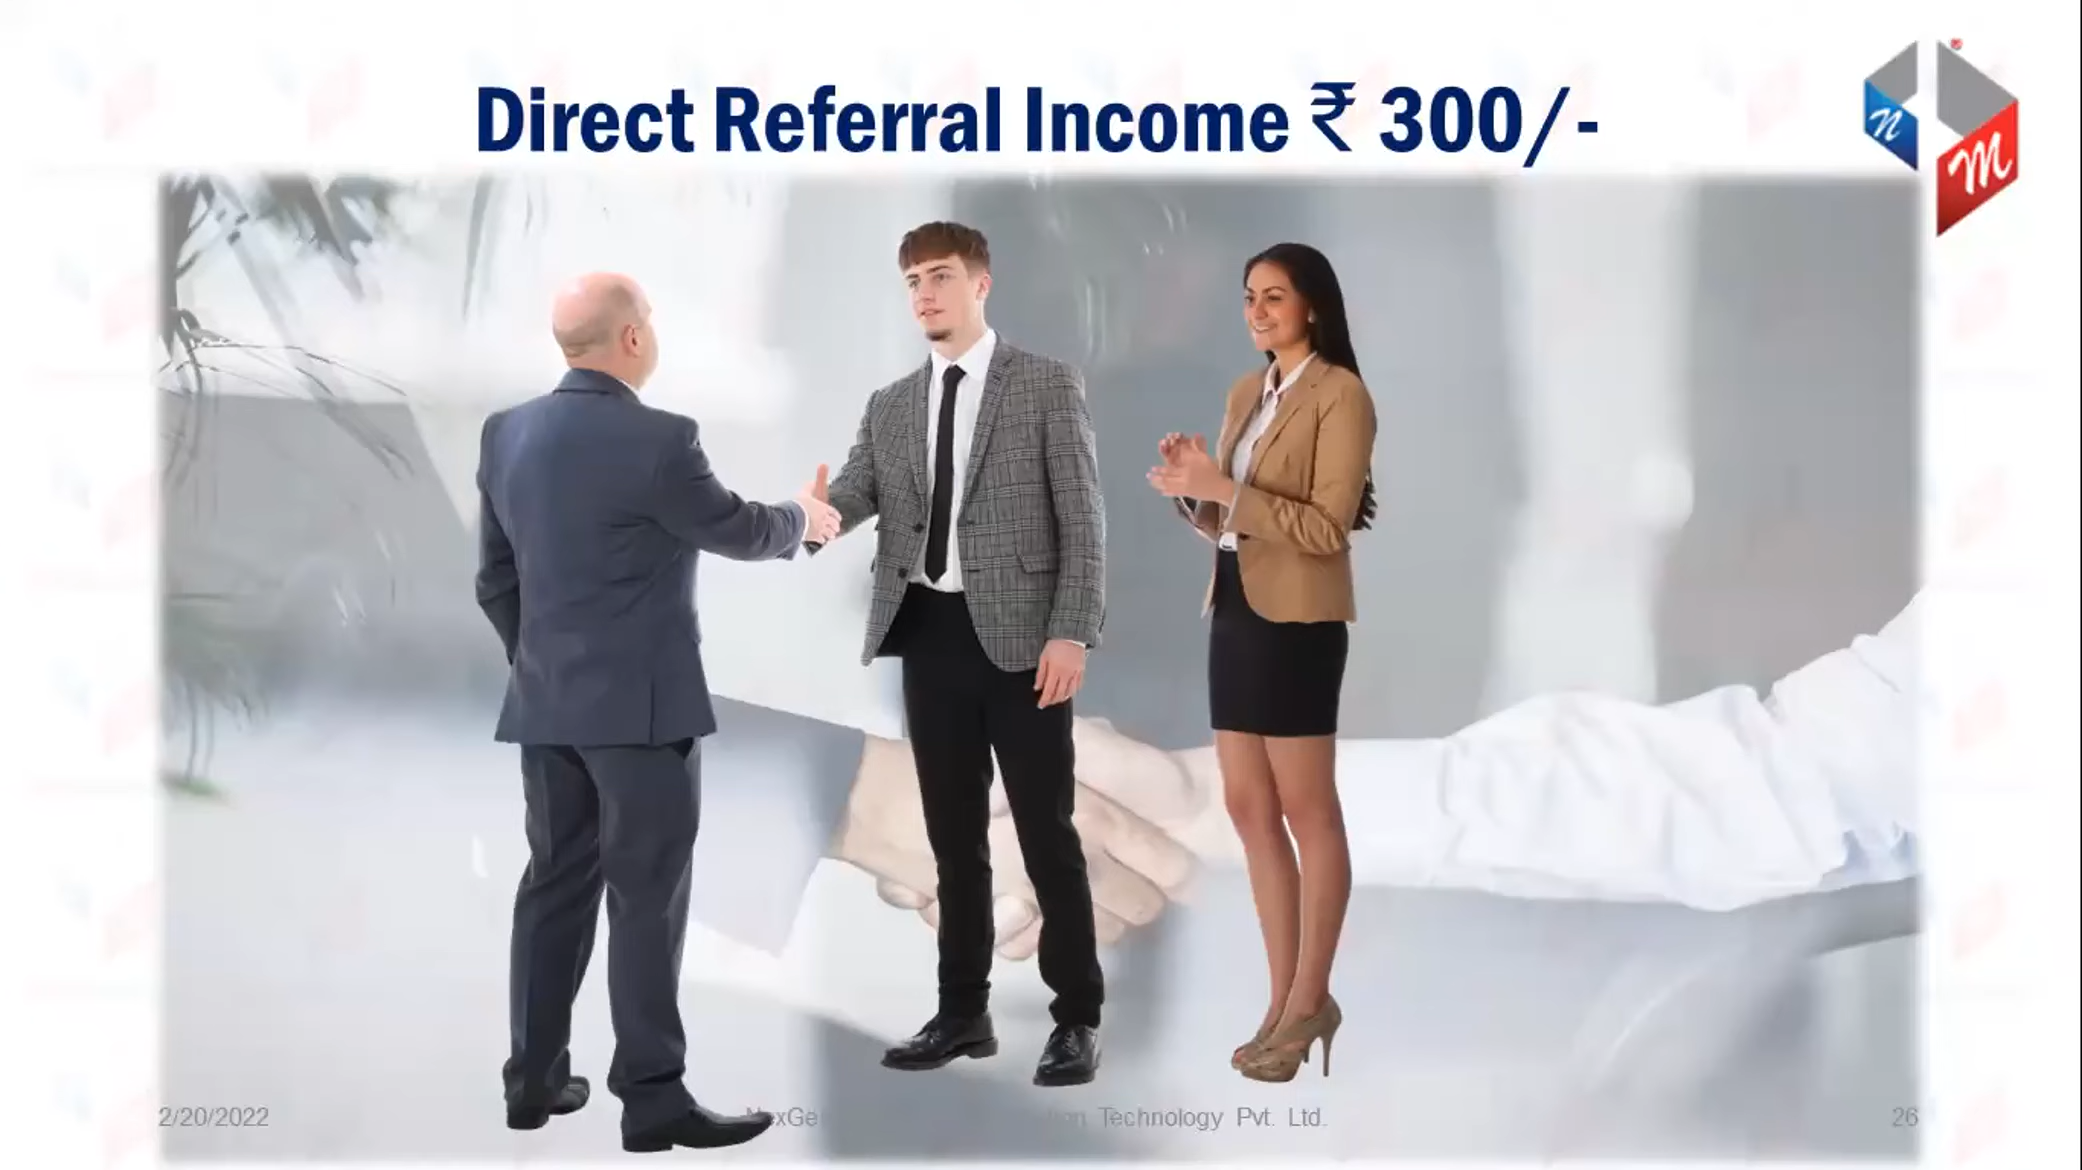 Direct Referral Income ₹ 300/-
n
M
2/20/2022
Technology Pvt. Ltd.
26